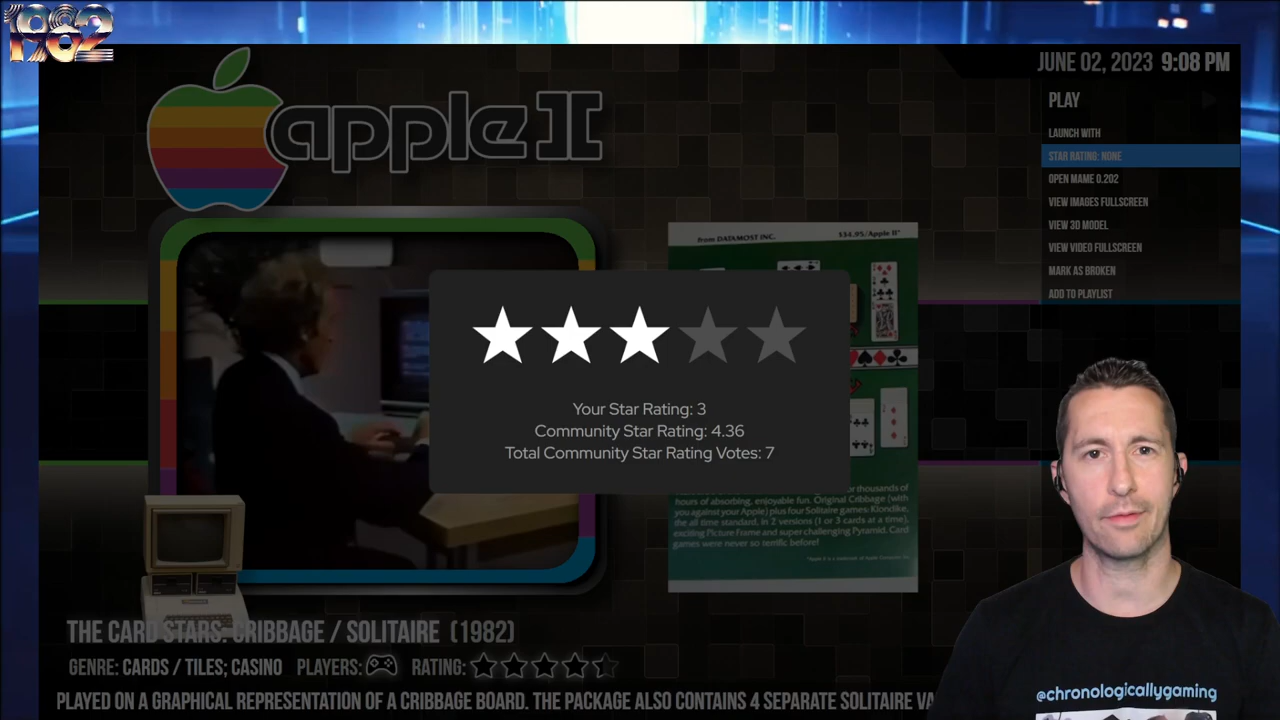 1982
JUNE 02, 2023 9:08 PM
apple ][
PLAY
LAUNCH WITH
STAR RATING: NONE
OPEN MAME 0.202
VIEW IMAGES FULLSCREEN
VIEW 3D MODEL
VIEW VIDEO FULLSCREEN
MARK AS BROKEN
ADD TO PLAYLIST
from DATAMOST INC. $34.95/Apple II*
Your Star Rating: 3
Community Star Rating: 4.36
Total Community Star Rating Votes: 7
or thousands of
hours of absorbing, enjoyable fun. Original Cribbage (with
you against your Apple) plus four Solitaire games: Klondike,
the all time standard, in 2 versions (1 or 3 cards at a time),
exciting Picture Frame and super challenging Pyramid. Card
games were never so terrific before!
THE CARD STARS: CRIBBAGE / SOLITAIRE (1982)
GENRE: CARDS / TILES; CASINO PLAYERS: RATING:
PLAYED ON A GRAPHICAL REPRESENTATION OF A CRIBBAGE BOARD. THE PACKAGE ALSO CONTAINS 4 SEPARATE SOLITAIRE VA
@chronologicallygaming